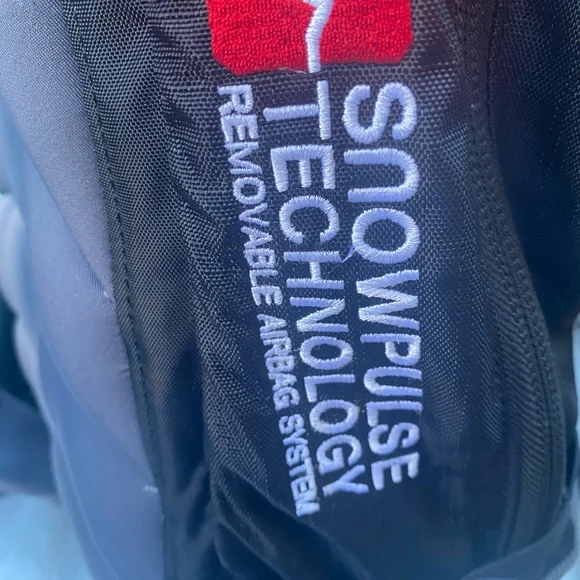 SNOWPULSE
TECHNOLOGY
REMOVABLE AIRBAG SYSTEM